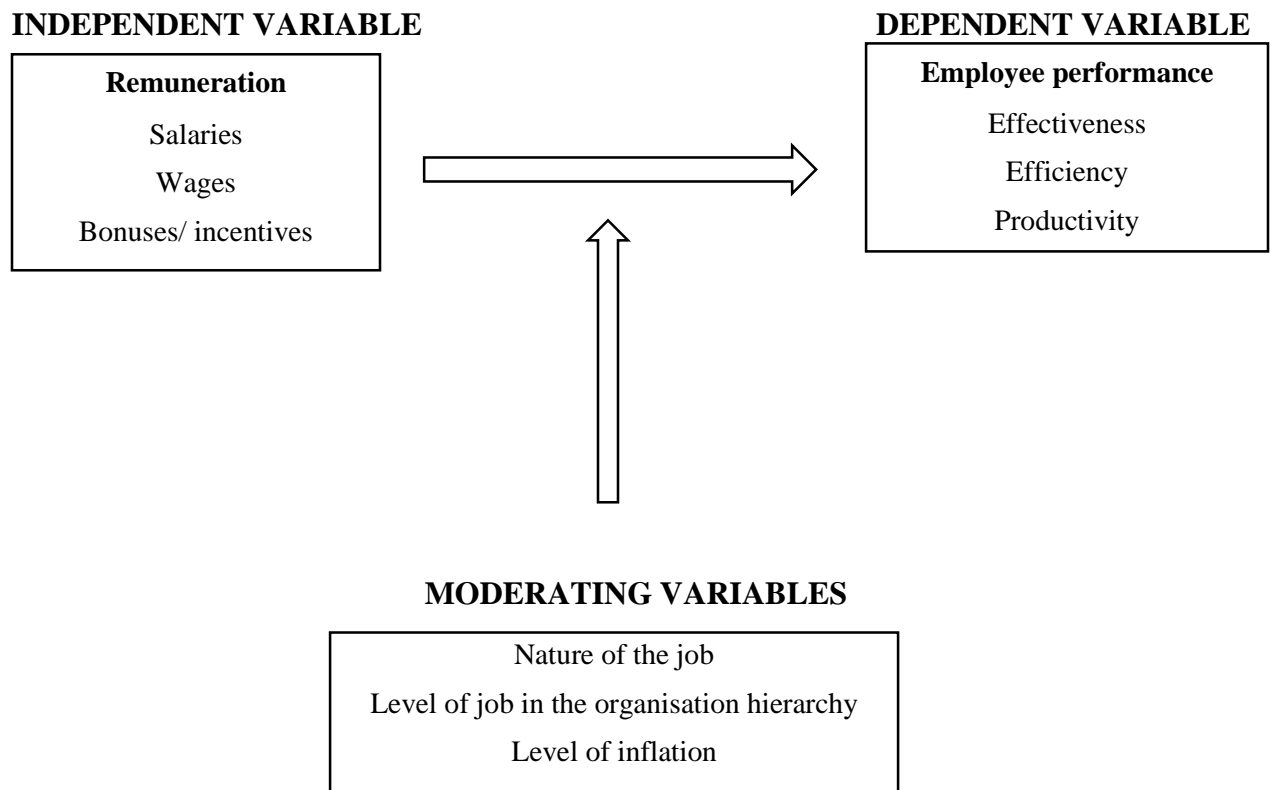 INDEPENDENT VARIABLE
Remuneration
Salaries
Wages
Bonuses/ incentives
DEPENDENT VARIABLE
Employee performance
Effectiveness
Efficiency
Productivity
MODERATING VARIABLES
Nature of the job
Level of job in the organisation hierarchy
Level of inflation